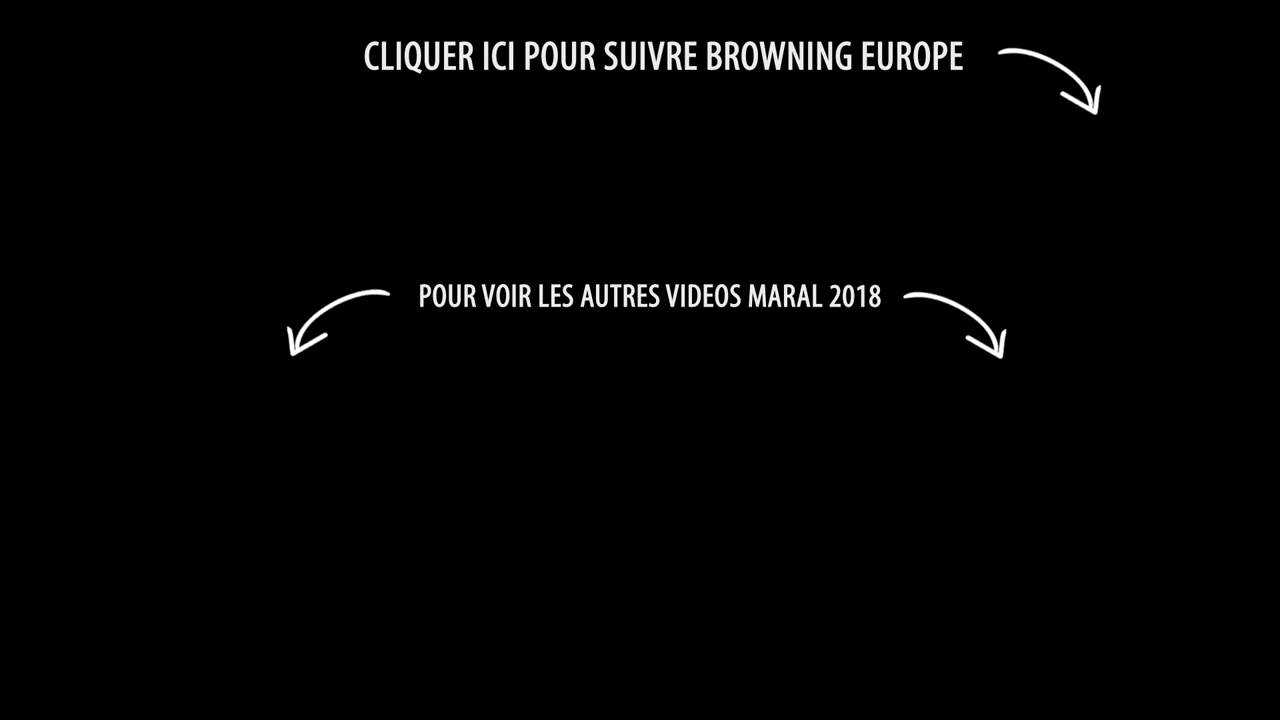 CLIQUER ICI POUR SUIVRE BROWNING EUROPE
POUR VOIR LES AUTRES VIDEOS MARAL 2018